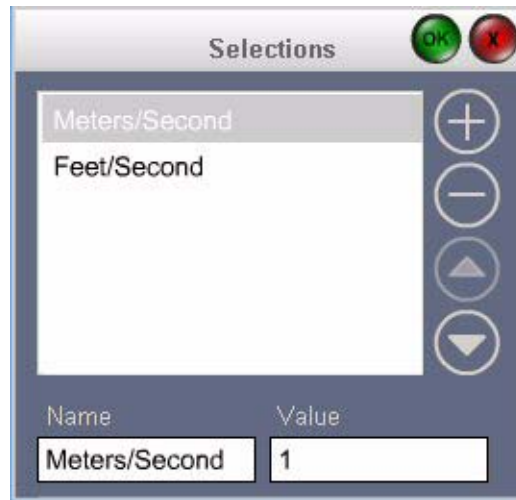 Selections
OK X
Meters/Second
Feet/Second
Name Value
Meters/Second 1